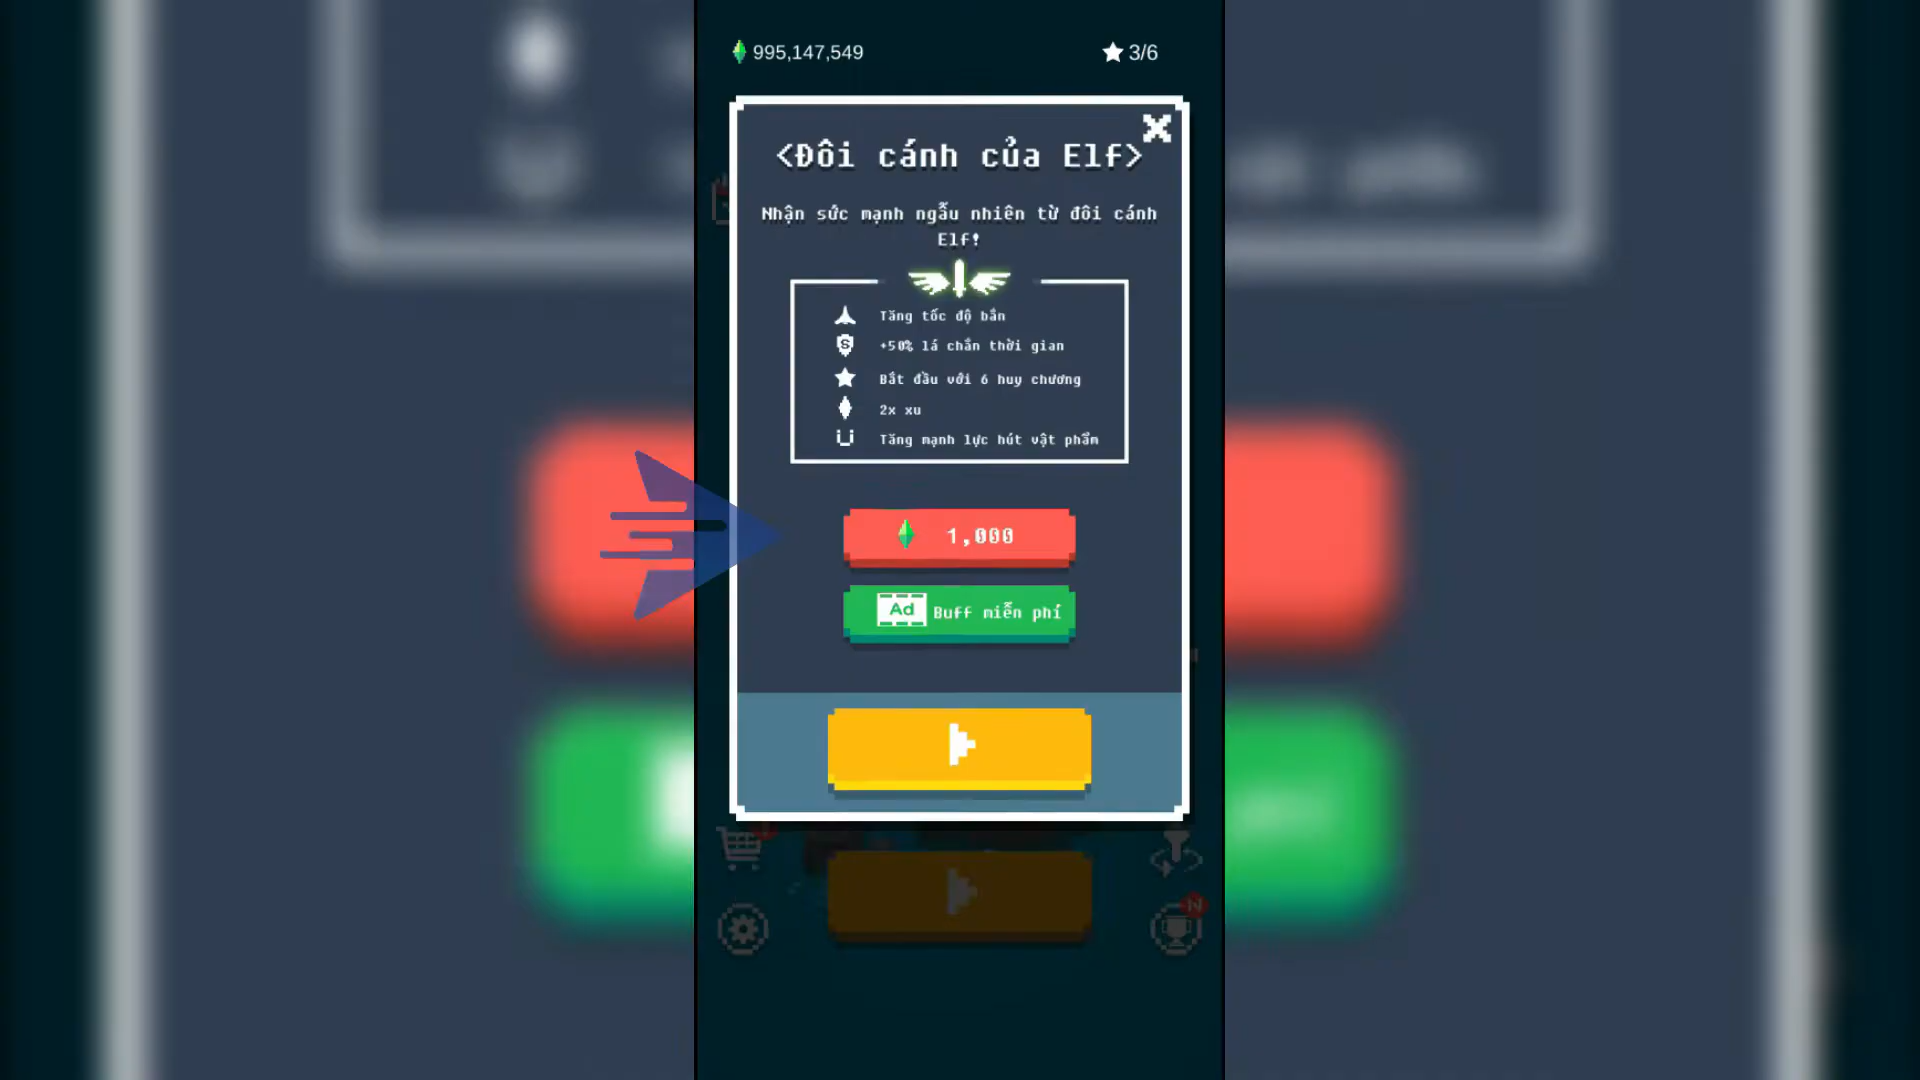 995,147,549
3/6
<Đôi cánh của Elf>
Nhận sức mạnh ngẫu nhiên từ đôi cánh
Elf!
Tăng tốc độ bắn
+50% lá chắn thời gian
Bắt đầu với 6 huy chương
2x xu
Tăng mạnh lực hút vật phẩm
1,000
Ad Buff miễn phí
N